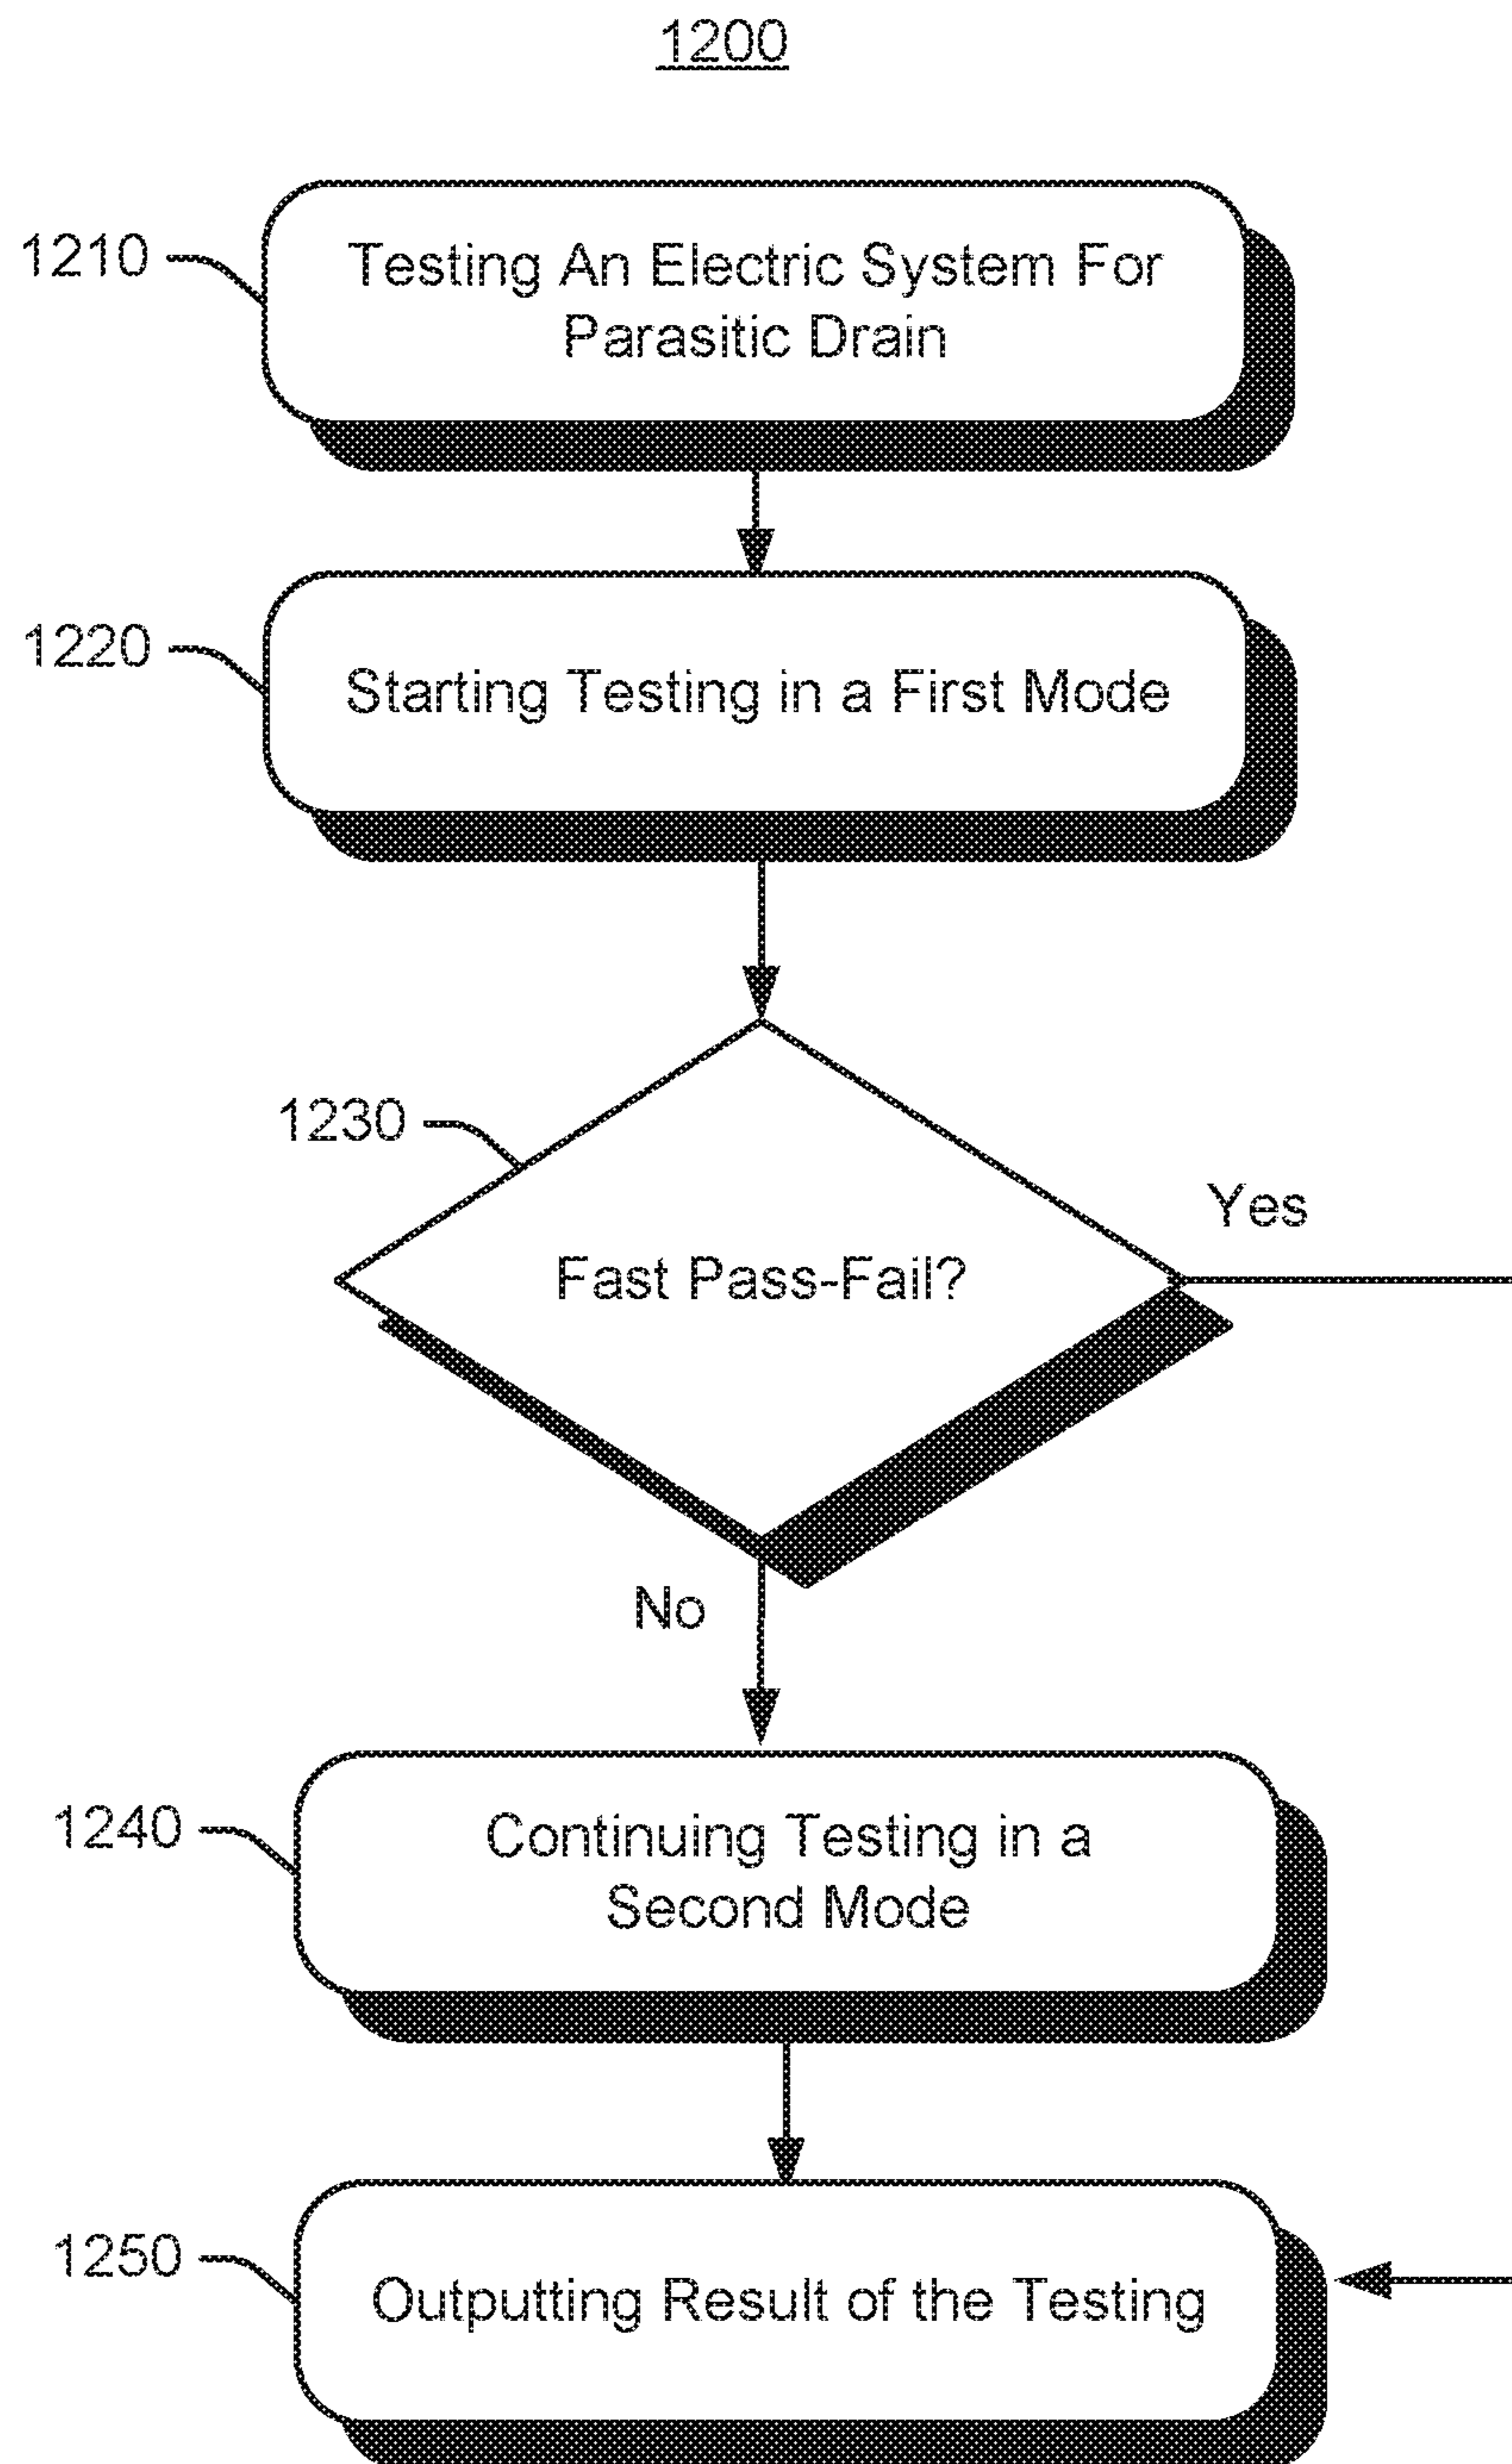 1200
1210
Testing An Electric System For
Parasitic Drain
1220
Starting Testing in a First Mode
1230
Yes
Fast Pass-Fail?
No
1240
Continuing Testing in a
Second Mode
1250
Outputting Result of the Testing